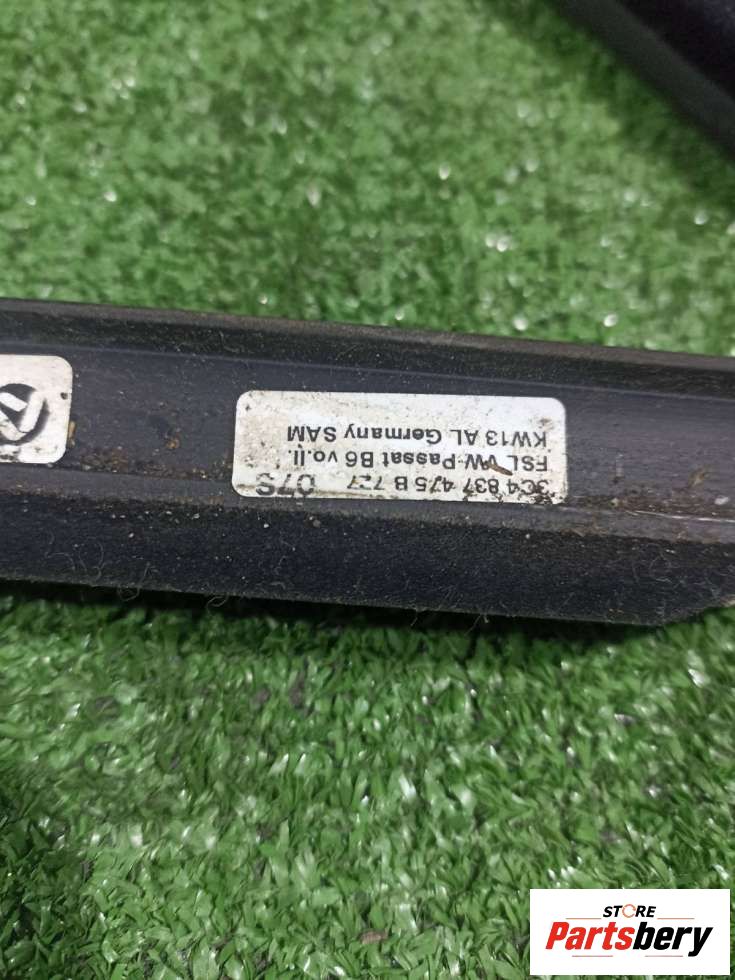 3C4 837 475 B 727 07S
FSL VW-Passat B6 vo.li.
KW13 AL Germany SAM
STORE
Partsbery